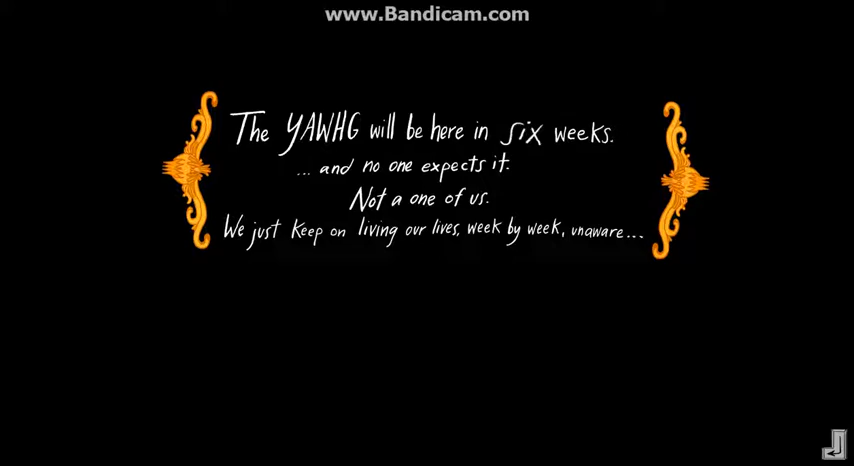 www.Bandicam.com
The YAWHG will be here in six weeks.
... and no one expects it.
Not a one of us.
We just keep on living our lives, week by week, unaware...